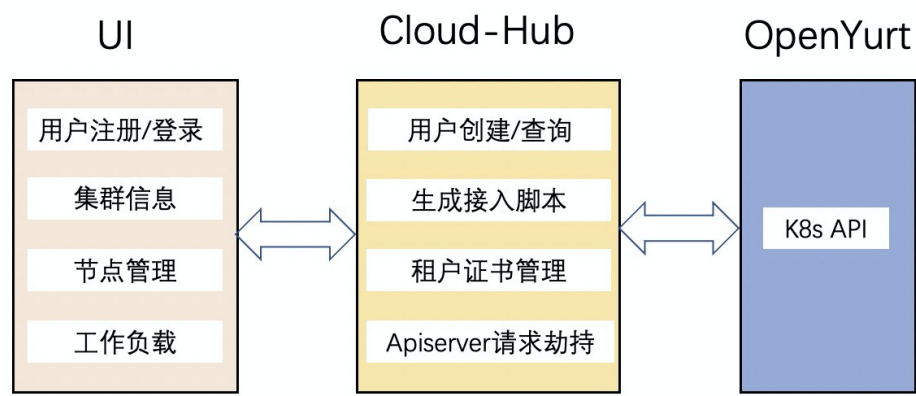 UI
用户注册/登录
集群信息
节点管理
工作负载
Cloud-Hub
用户创建/查询
生成接入脚本
租户证书管理
Apiserver请求劫持
OpenYurt
K8s API